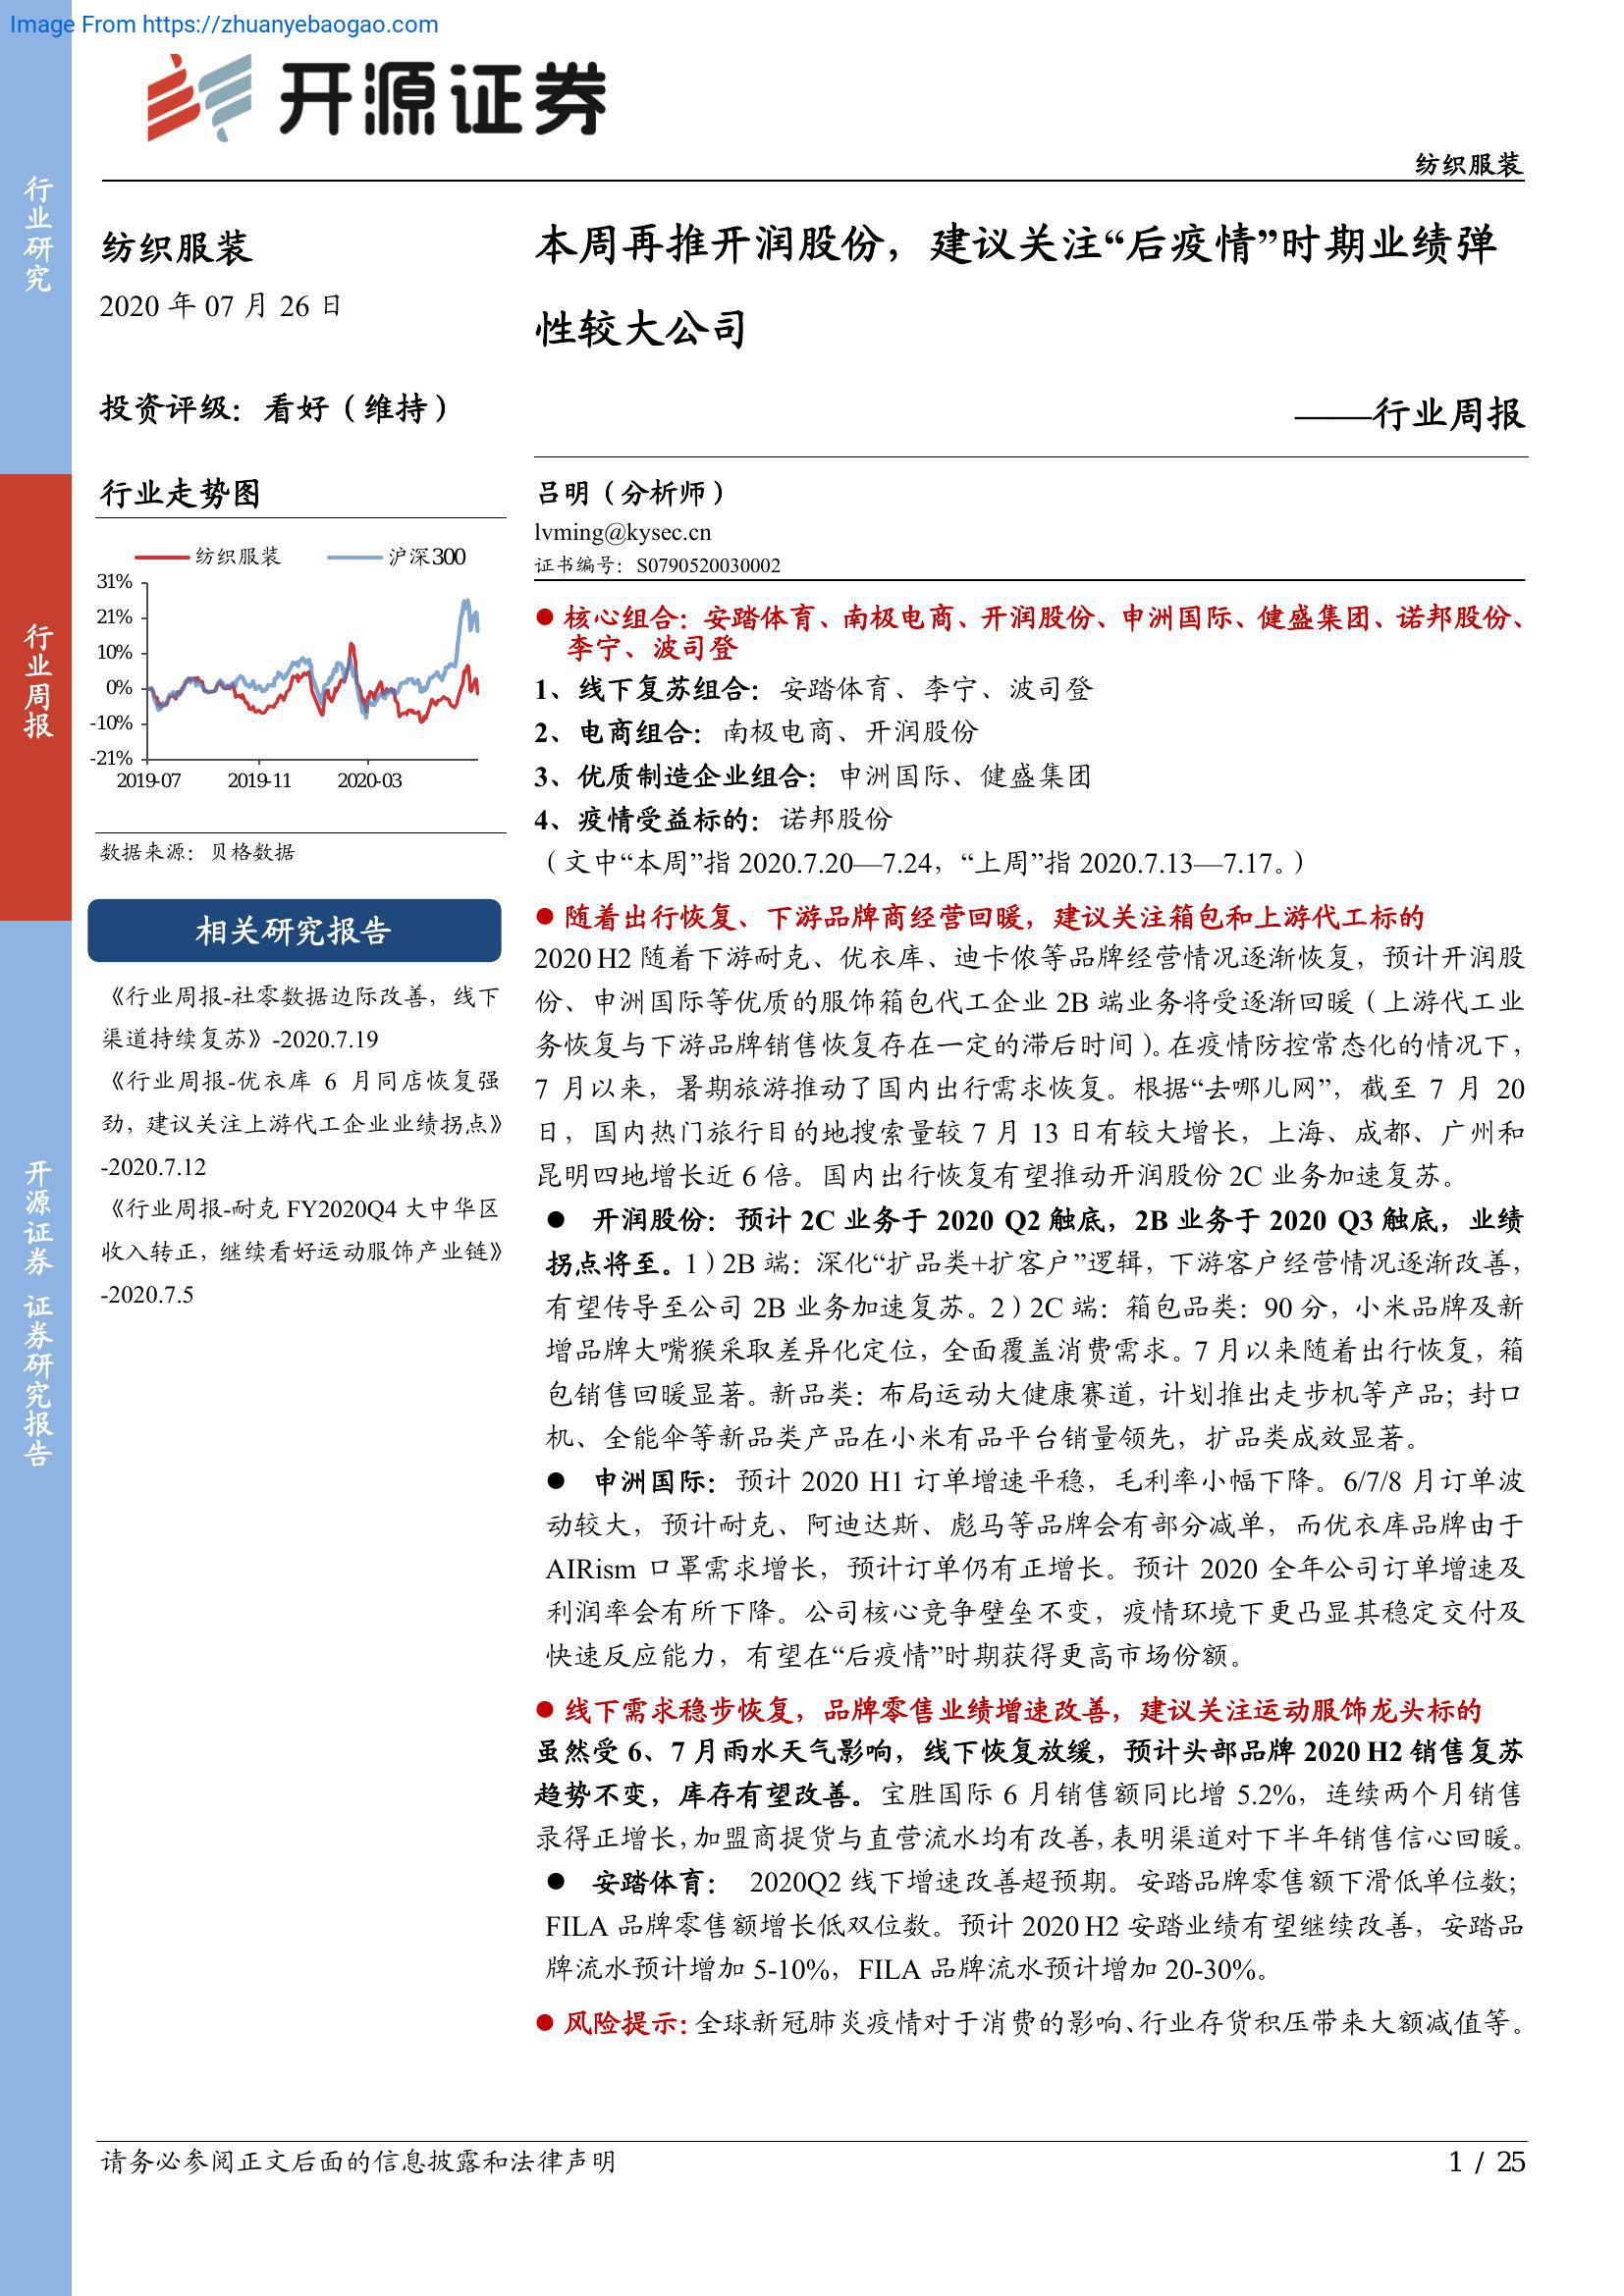 Image From https://zhuanyebaogao.com
开源证券
纺织服装
行业研究
行业周报
开源证券 证券研究报告
纺织服装
2020 年 07 月 26 日
投资评级：看好（维持）
行业走势图
纺织服装 沪深300
31%
21%
10%
0%
-10%
-21%
2019-07 2019-11 2020-03
数据来源：贝格数据
相关研究报告
《行业周报-社零数据边际改善，线下
渠道持续复苏》-2020.7.19
《行业周报-优衣库 6 月同店恢复强
劲，建议关注上游代工企业业绩拐点》
-2020.7.12
《行业周报-耐克 FY2020Q4 大中华区
收入转正，继续看好运动服饰产业链》
-2020.7.5
本周再推开润股份，建议关注“后疫情”时期业绩弹
性较大公司
——行业周报
吕明（分析师）
lvming@kysec.cn
证书编号：S0790520030002
● 核心组合：安踏体育、南极电商、开润股份、申洲国际、健盛集团、诺邦股份、
李宁、波司登
1、线下复苏组合：安踏体育、李宁、波司登
2、电商组合：南极电商、开润股份
3、优质制造企业组合：申洲国际、健盛集团
4、疫情受益标的：诺邦股份
（文中“本周”指 2020.7.20—7.24，“上周”指 2020.7.13—7.17。）
● 随着出行恢复、下游品牌商经营回暖，建议关注箱包和上游代工标的
2020 H2 随着下游耐克、优衣库、迪卡侬等品牌经营情况逐渐恢复，预计开润股
份、申洲国际等优质的服饰箱包代工企业 2B 端业务将受逐渐回暖（上游代工业
务恢复与下游品牌销售恢复存在一定的滞后时间）。在疫情防控常态化的情况下，
7 月以来，暑期旅游推动了国内出行需求恢复。根据“去哪儿网”，截至 7 月 20
日，国内热门旅行目的地搜索量较 7 月 13 日有较大增长，上海、成都、广州和
昆明四地增长近 6 倍。国内出行恢复有望推动开润股份 2C 业务加速复苏。
● 开润股份：预计 2C 业务于 2020 Q2 触底，2B 业务于 2020 Q3 触底，业绩
拐点将至。1）2B 端：深化“扩品类+扩客户”逻辑，下游客户经营情况逐渐改善，
有望传导至公司 2B 业务加速复苏。2）2C 端：箱包品类：90 分，小米品牌及新
增品牌大嘴猴采取差异化定位，全面覆盖消费需求。7 月以来随着出行恢复，箱
包销售回暖显著。新品类：布局运动大健康赛道，计划推出走步机等产品；封口
机、全能伞等新品类产品在小米有品平台销量领先，扩品类成效显著。
● 申洲国际：预计 2020 H1 订单增速平稳，毛利率小幅下降。6/7/8 月订单波
动较大，预计耐克、阿迪达斯、彪马等品牌会有部分减单，而优衣库品牌由于
AIRism 口罩需求增长，预计订单仍有正增长。预计 2020 全年公司订单增速及
利润率会有所下降。公司核心竞争壁垒不变，疫情环境下更凸显其稳定交付及
快速反应能力，有望在“后疫情”时期获得更高市场份额。
● 线下需求稳步恢复，品牌零售业绩增速改善，建议关注运动服饰龙头标的
虽然受 6、7 月雨水天气影响，线下恢复放缓，预计头部品牌 2020 H2 销售复苏
趋势不变，库存有望改善。宝胜国际 6 月销售额同比增 5.2%，连续两个月销售
录得正增长，加盟商提货与直营流水均有改善，表明渠道对下半年销售信心回暖。
● 安踏体育： 2020Q2 线下增速改善超预期。安踏品牌零售额下滑低单位数；
FILA 品牌零售额增长低双位数。预计 2020 H2 安踏业绩有望继续改善，安踏品
牌流水预计增加 5-10%，FILA 品牌流水预计增加 20-30%。
● 风险提示：全球新冠肺炎疫情对于消费的影响、行业存货积压带来大额减值等。
请务必参阅正文后面的信息披露和法律声明 1 / 25